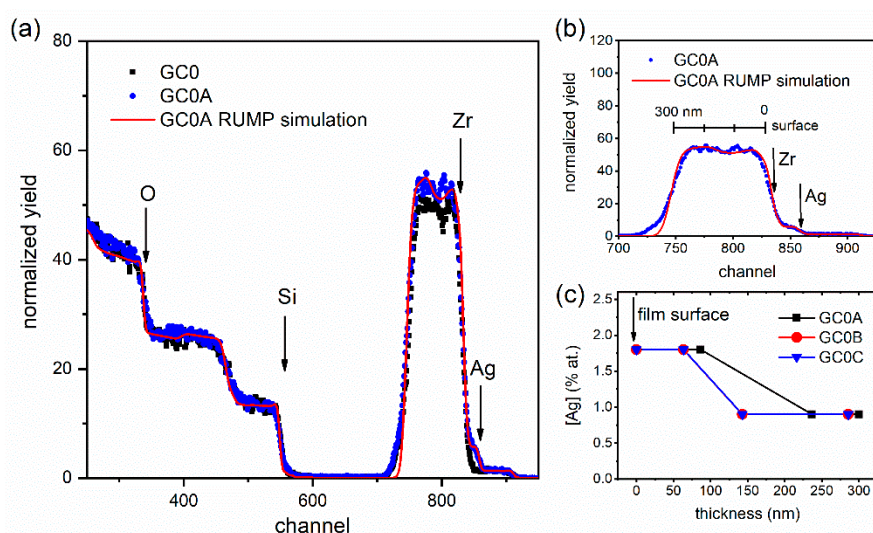 (a)
80
60
40
20
0
normalized yield
GC0
GC0A
GC0A RUMP simulation
O
Si
Zr
Ag
400
600
800
channel
(b)
120
100
80
60
40
20
0
normalized yield
GC0A
GC0A RUMP simulation
300 nm
0
surface
Zr
Ag
700
750
800
850
900
channel
(c)
2.5
2.0
1.5
1.0
0.5
0.0
[Ag] (% at.)
film surface
GC0A
GC0B
GC0C
0
50
100
150
200
250
300
thickness (nm)